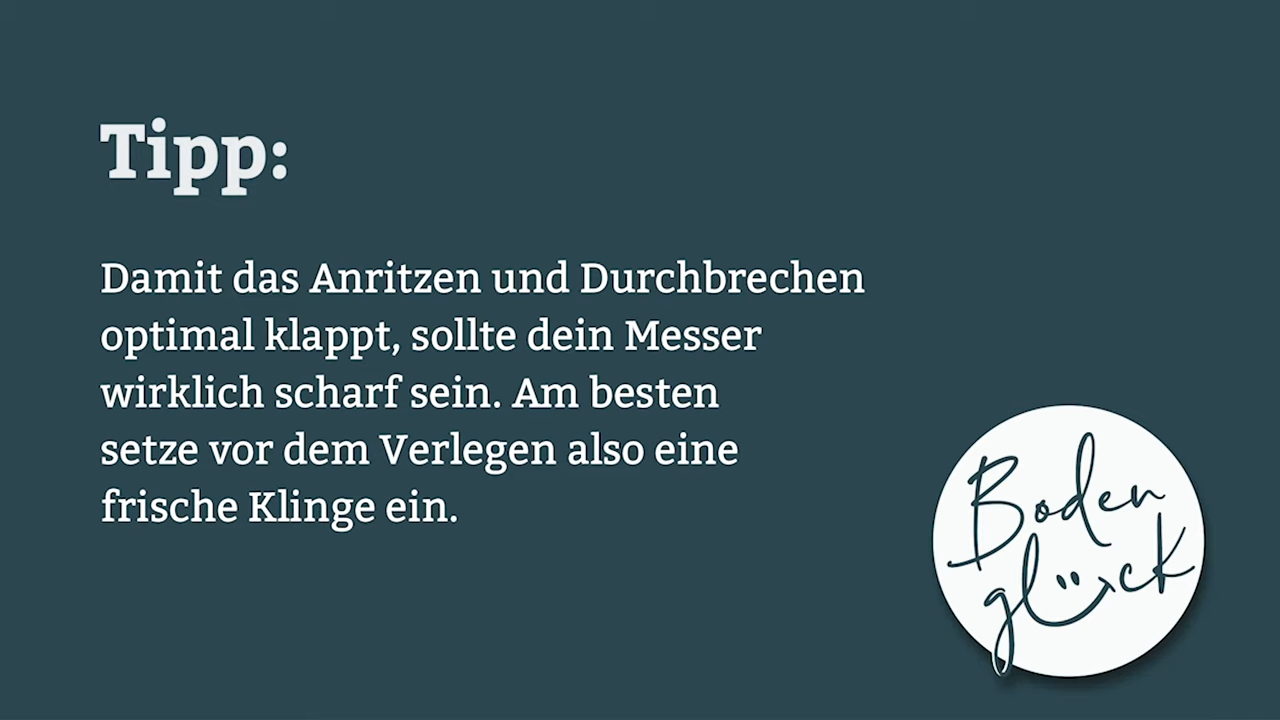 Tipp:
Damit das Anritzen und Durchbrechen
optimal klappt, sollte dein Messer
wirklich scharf sein. Am besten
setze vor dem Verlegen also eine
frische Klinge ein.
Boden
glück